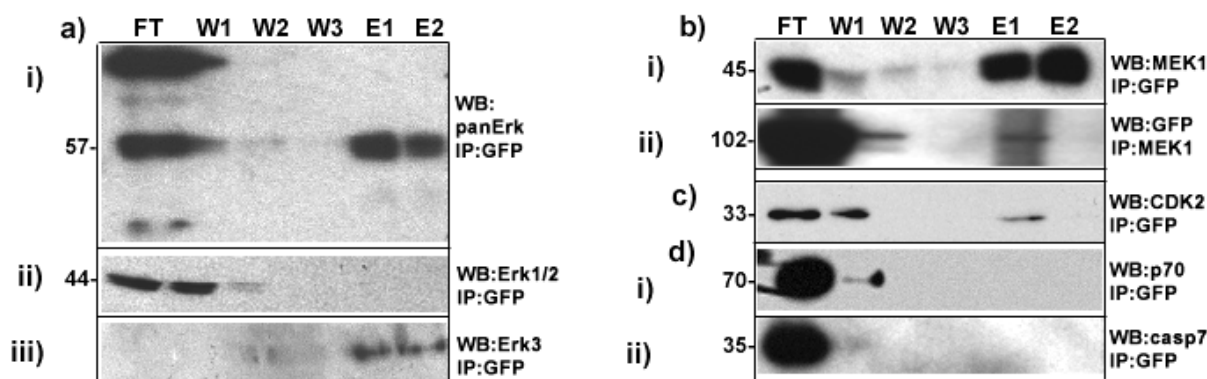 a) FT W1 W2 W3 E1 E2
i)
57-
WB:
panErk
IP:GFP
ii)
44-
WB:Erk1/2
IP:GFP
iii)
WB:Erk3
IP:GFP
b) FT W1 W2 W3 E1 E2
i)
45-
WB:MEK1
IP:GFP
ii)
102-
WB:GFP
IP:MEK1
c)
33-
WB:CDK2
IP:GFP
d)
i)
70-
WB:p70
IP:GFP
ii)
35-
WB:casp7
IP:GFP